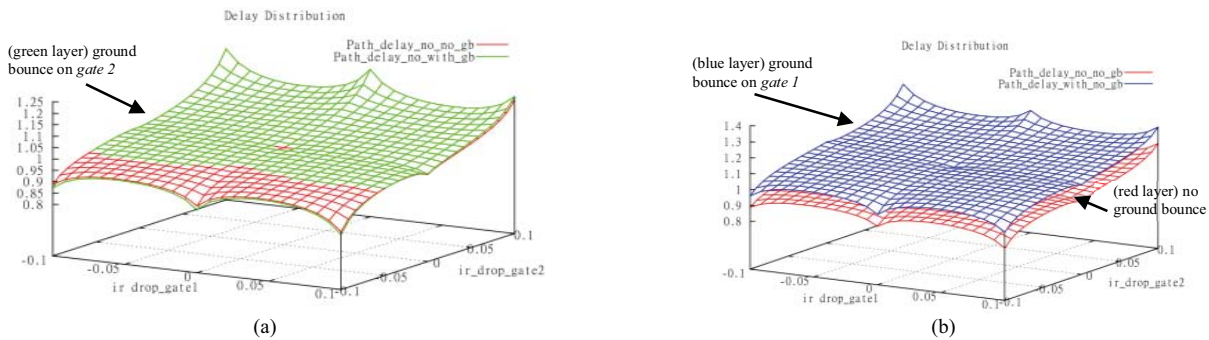 Delay Distribution
(green layer) ground
bounce on gate 2
Path_delay_no_no_gb
Path_delay_no_with_gb
1.25
1.2
1.15
1.1
1.05
1
0.95
0.9
0.85
0.8
-0.1
-0.05
0
0.05
0.1
-0.1
-0.05
0
0.05
0.1
ir drop_gate1
ir_drop_gate2
(a)
Delay Distribution
(blue layer) ground
bounce on gate 1
Path_delay_no_no_gb
Path_delay_with_no_gb
1.4
1.3
1.2
1.1
1
0.9
0.8
(red layer) no
ground bounce
-0.1
-0.05
0
0.05
0.1
-0.1
-0.05
0
0.05
0.1
ir drop_gate1
ir_drop_gate2
(b)